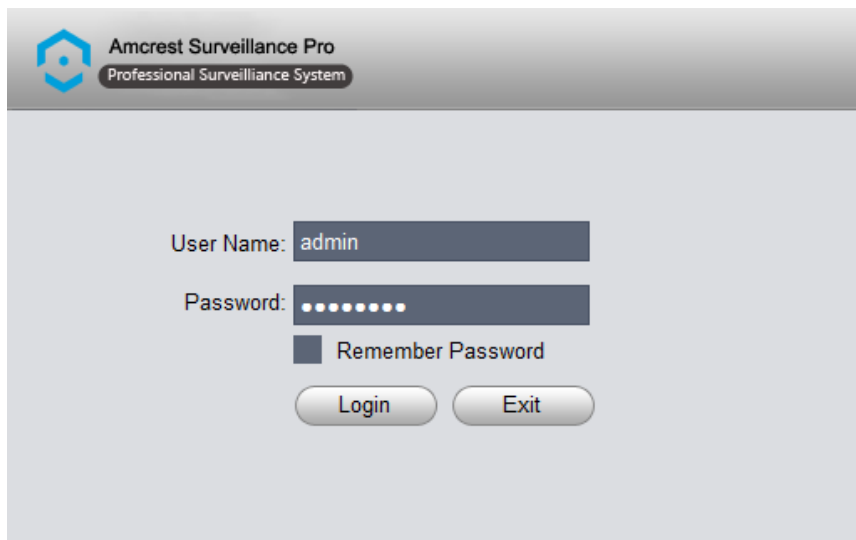 Amcrest Surveillance Pro
Professional Surveilliance System
User Name: admin
Password: ••••••••
Remember Password
Login Exit